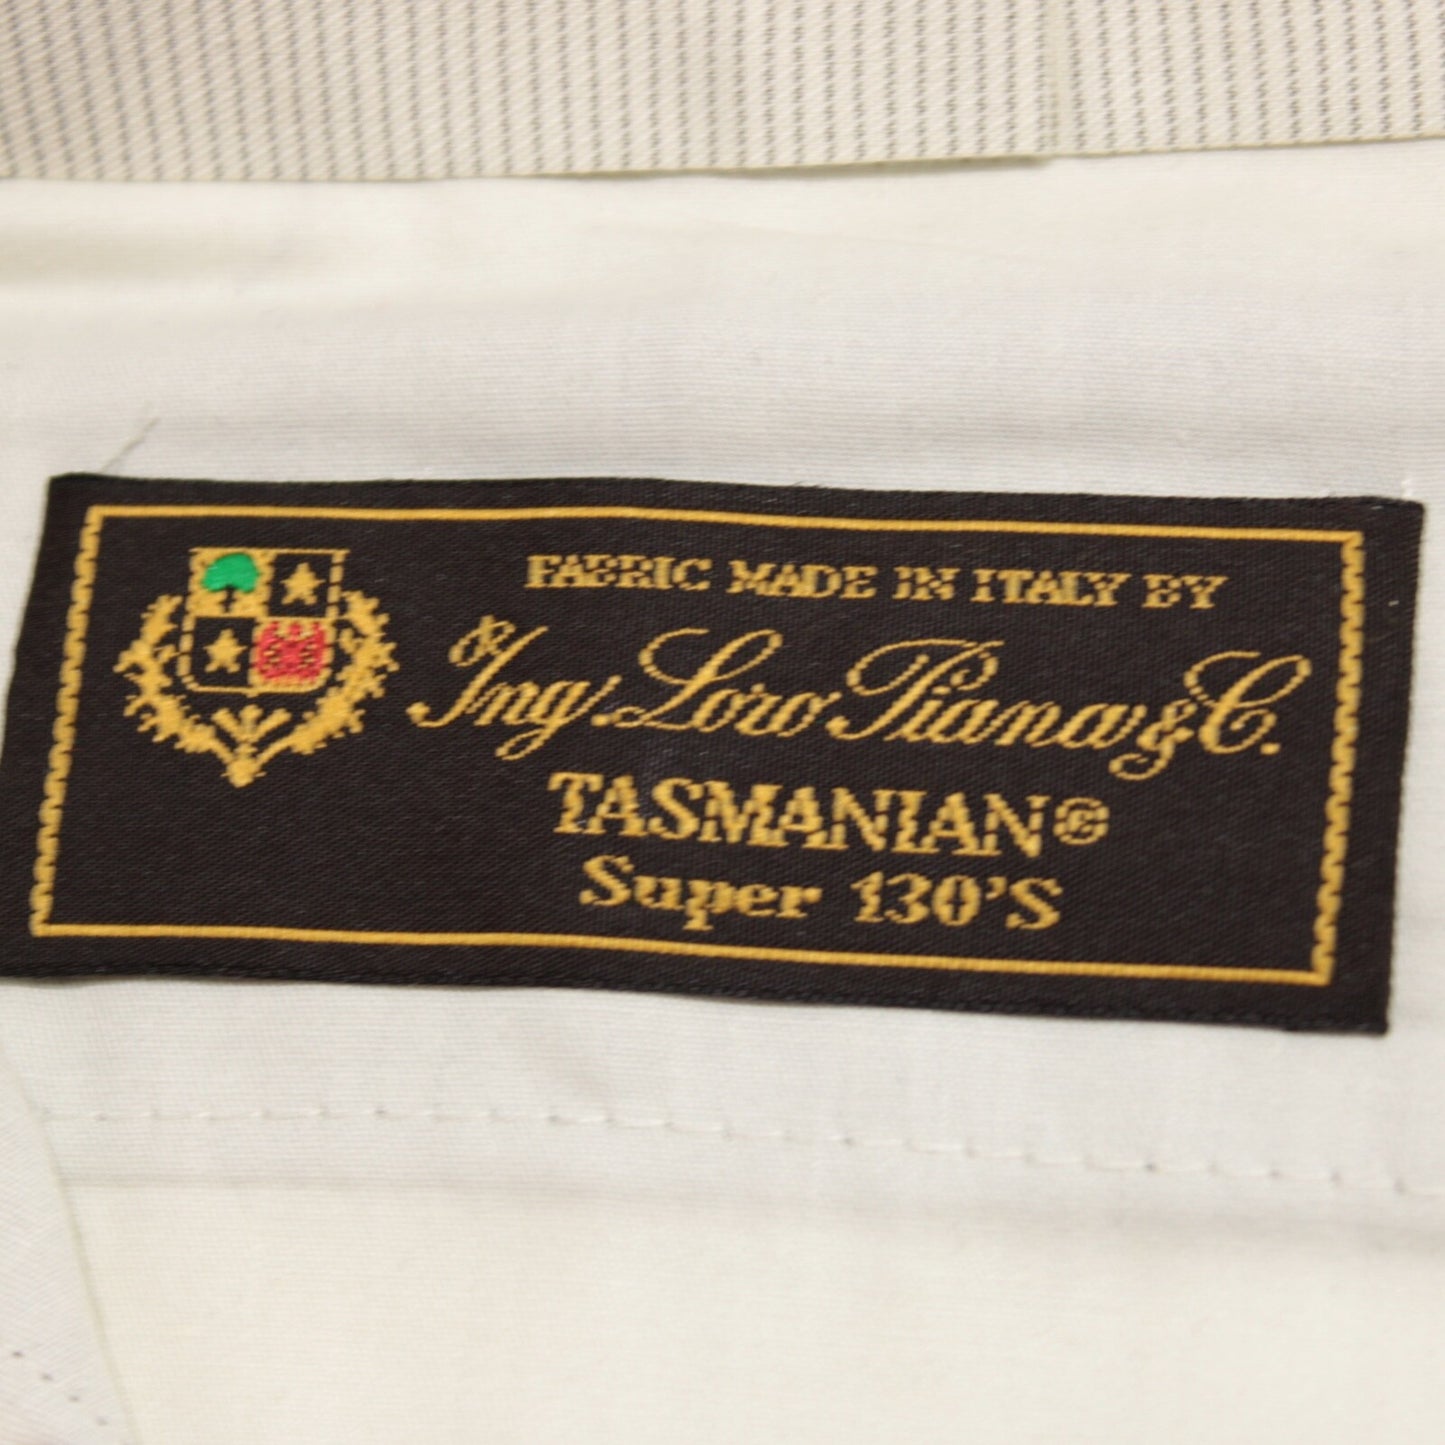 FABRIC MADE IN ITALY BY
Ing. Loro Piana & C.
TASMANIAN®
Super 130'S